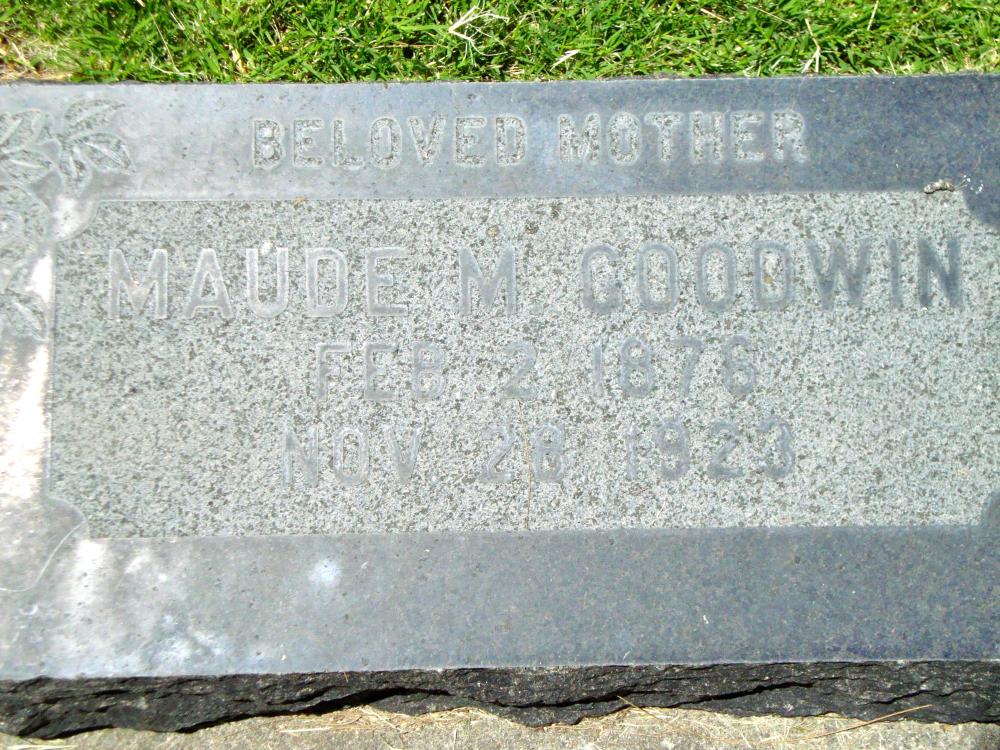 BELOVED MOTHER
MAUDE M. GOODWIN
FEB. 2 1876
NOV. 28 1923